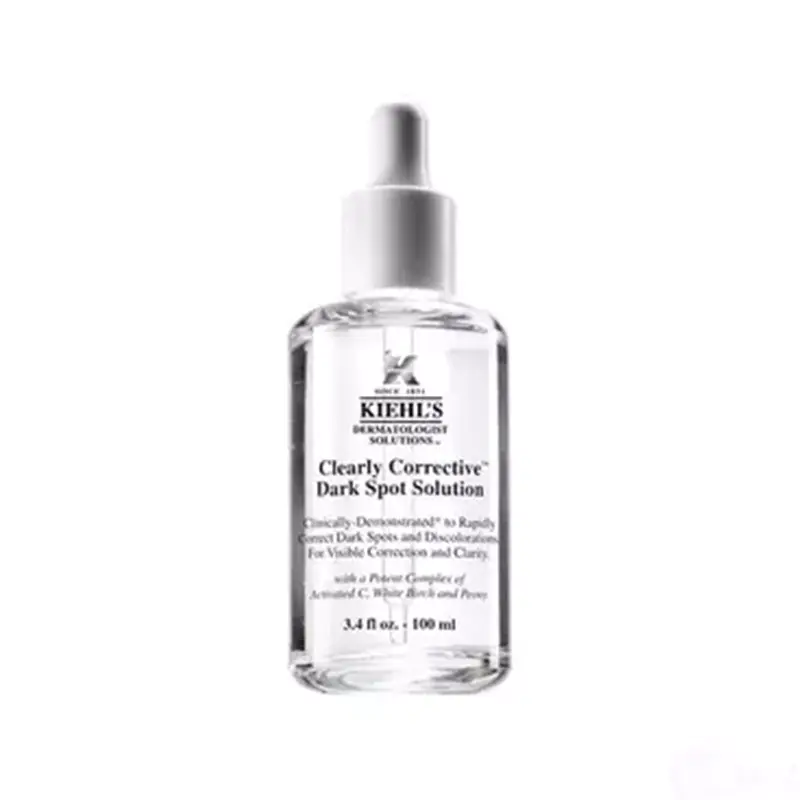 K
SINCE 1851
KIEHL'S
DERMATOLOGIST
SOLUTIONS™
Clearly Corrective™
Dark Spot Solution
Clinically-Demonstrated* to Rapidly
Correct Dark Spots and Discolorations.
For Visible Correction and Clarity.
with a Potent Complex of
Activated C, White Birch and Peony
3.4 fl oz. - 100 ml